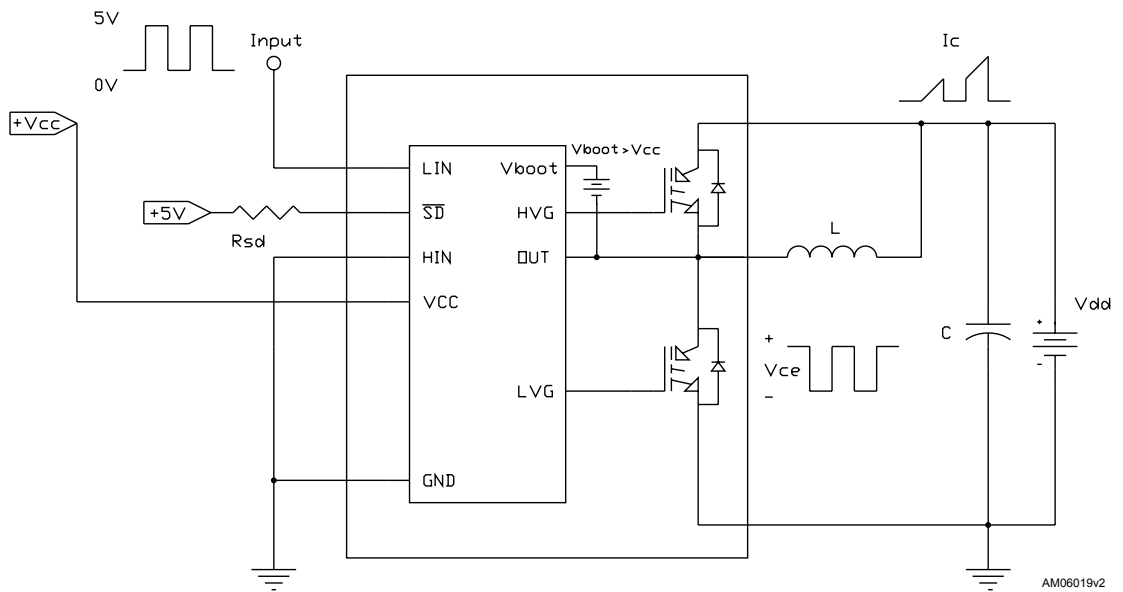 5V
Input
0V
Ic
+Vcc
Vboot>Vcc
LIN
Vboot
+5V
SD
HVG
Rsd
L
HIN
OUT
VCC
Vdd
+
C
+
Vce
-
-
LVG
GND
AM06019v2